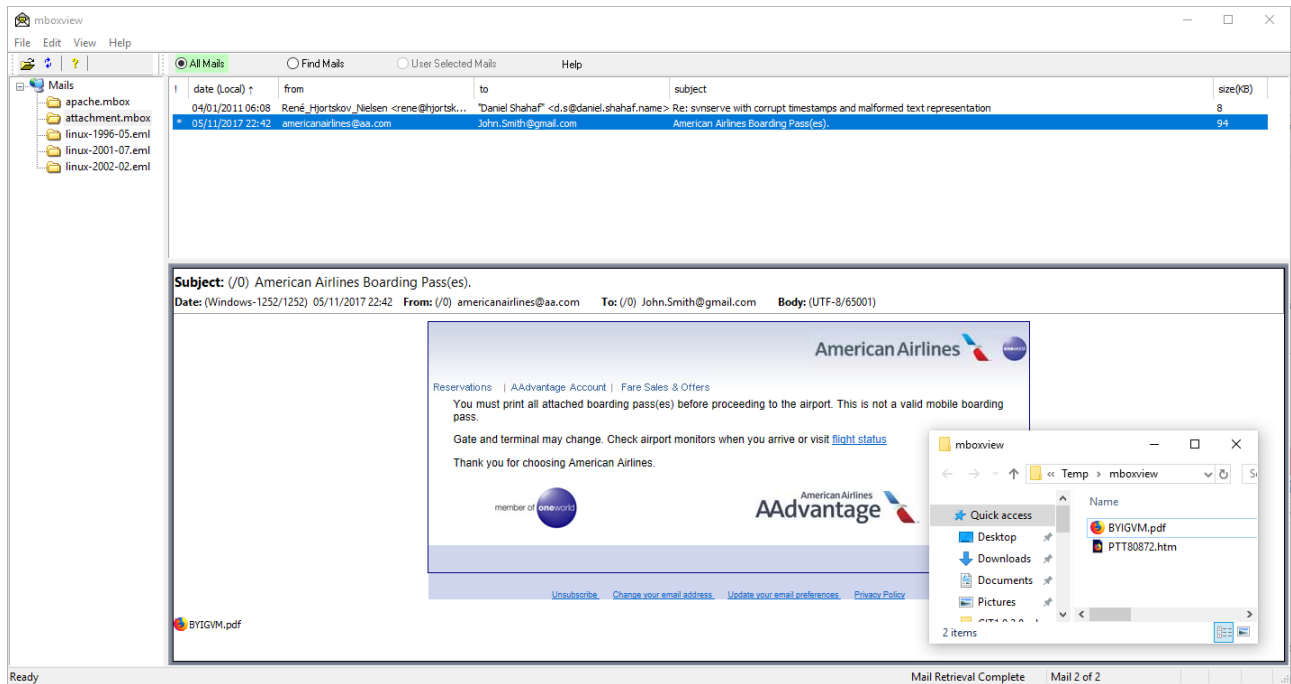 mboxview
File Edit View Help
? All Mails Find Mails User Selected Mails Help
Mails
apache.mbox
attachment.mbox
linux-1996-05.eml
linux-2001-07.eml
linux-2002-02.eml
! date (Local) ↑ from to subject size(KB)
04/01/2011 06:08 René_Hjortskov_Nielsen <rene@hjortsk... "Daniel Shahaf" <d.s@daniel.shahaf.name> Re: svnserve with corrupt timestamps and malformed text representation 8
* 05/11/2017 22:42 americanairlines@aa.com John.Smith@gmail.com American Airlines Boarding Pass(es). 94
Subject: (/0) American Airlines Boarding Pass(es).
Date: (Windows-1252/1252) 05/11/2017 22:42 From: (/0) americanairlines@aa.com To: (/0) John.Smith@gmail.com Body: (UTF-8/65001)
American Airlines oneworld
Reservations | AAdvantage Account | Fare Sales & Offers
You must print all attached boarding pass(es) before proceeding to the airport. This is not a valid mobile boarding
pass.
Gate and terminal may change. Check airport monitors when you arrive or visit flight status
Thank you for choosing American Airlines.
member of oneworld
American Airlines
AAdvantage
Unsubscribe Change your email address Update your email preferences Privacy Policy
BYIGVM.pdf
mboxview
« Temp › mboxview
Quick access
Desktop
Downloads
Documents
Pictures
Name
BYIGVM.pdf
PTT80872.htm
2 items
Ready Mail Retrieval Complete Mail 2 of 2